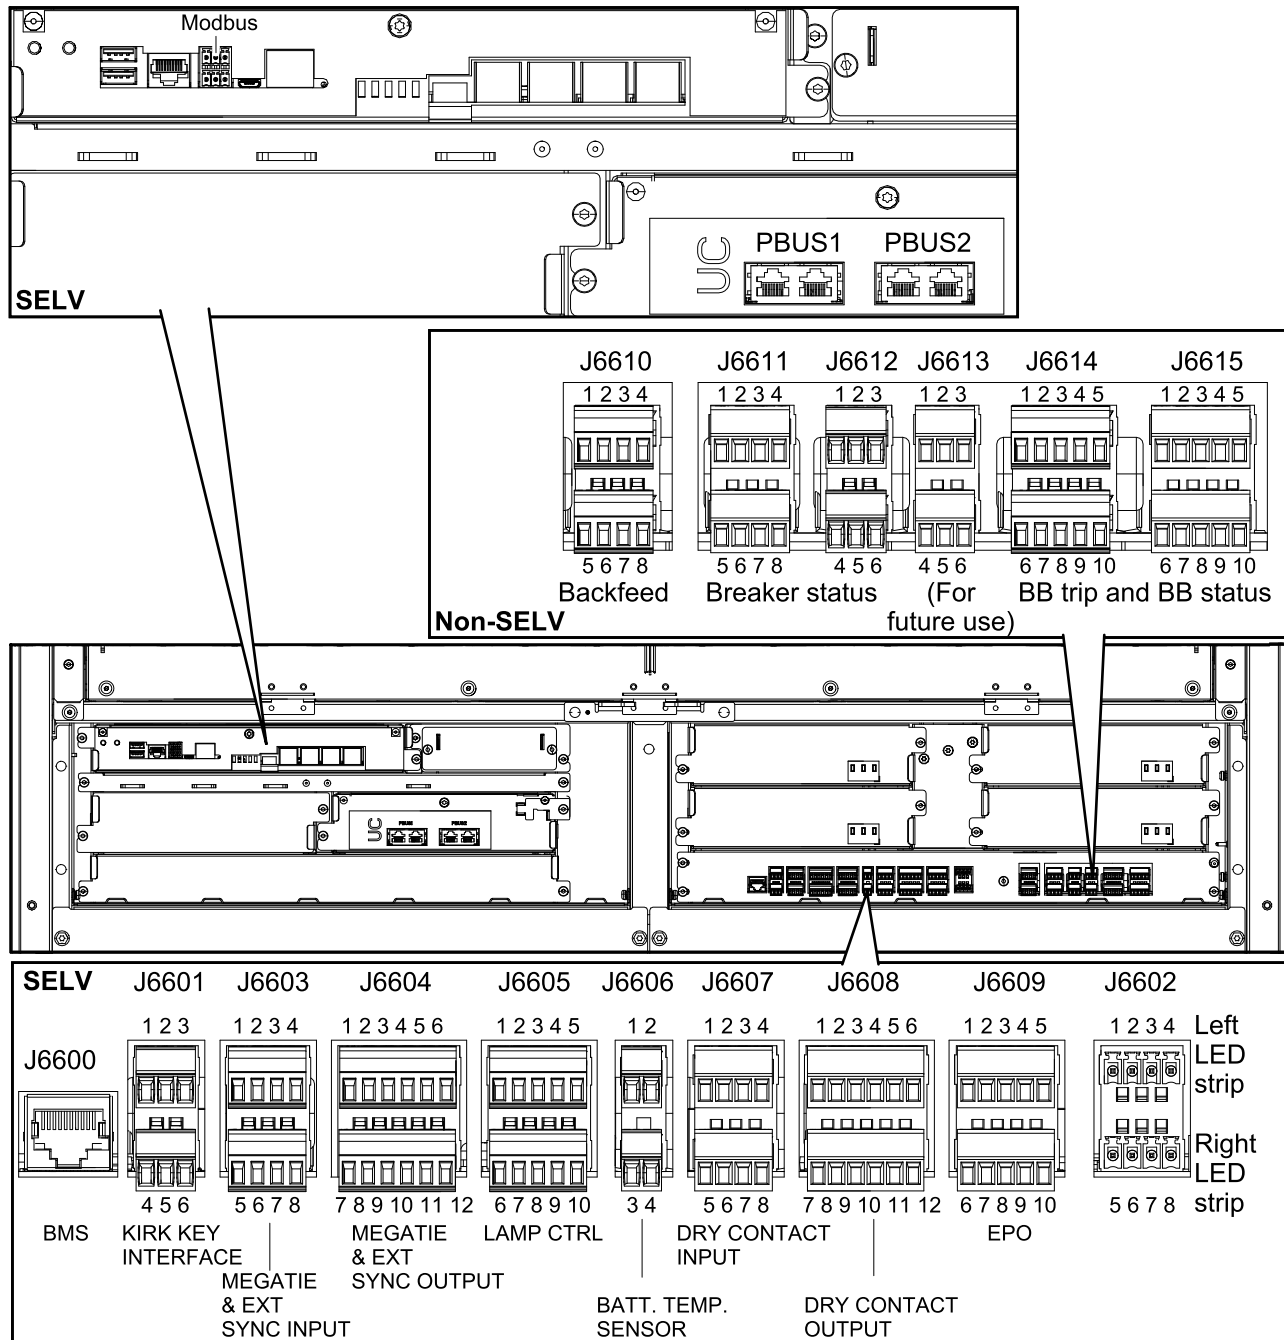 Modbus
UC
PBUS1 PBUS2
SELV
J6610 J6611 J6612 J6613 J6614 J6615
1 2 3 4 1 2 3 4 1 2 3 1 2 3 1 2 3 4 5 1 2 3 4 5
5 6 7 8 5 6 7 8 4 5 6 4 5 6 6 7 8 9 10 6 7 8 9 10
Backfeed Breaker status (For BB trip and BB status
Non-SELV future use)
UC PBUS1 PBUS2
SELV J6601 J6603 J6604 J6605 J6606 J6607 J6608 J6609 J6602
1 2 3 1 2 3 4 1 2 3 4 5 6 1 2 3 4 5 1 2 1 2 3 4 1 2 3 4 5 6 1 2 3 4 5 1 2 3 4 Left
J6600 LED
strip
Right
LED
4 5 6 5 6 7 8 7 8 9 10 11 12 6 7 8 9 10 3 4 5 6 7 8 7 8 9 10 11 12 6 7 8 9 10 5 6 7 8 strip
BMS KIRK KEY MEGATIE LAMP CTRL DRY CONTACT EPO
INTERFACE & EXT INPUT
MEGATIE SYNC OUTPUT
& EXT BATT. TEMP. DRY CONTACT
SYNC INPUT SENSOR OUTPUT